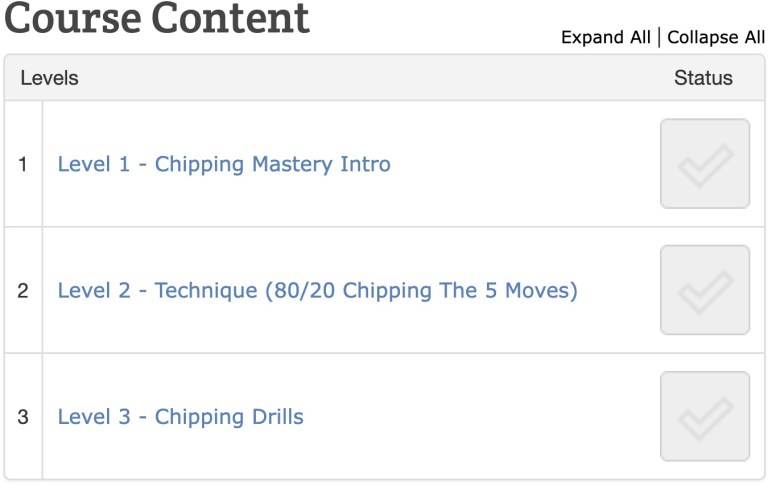 Course Content
Expand All | Collapse All
Levels Status
1 Level 1 - Chipping Mastery Intro
2 Level 2 - Technique (80/20 Chipping The 5 Moves)
3 Level 3 - Chipping Drills